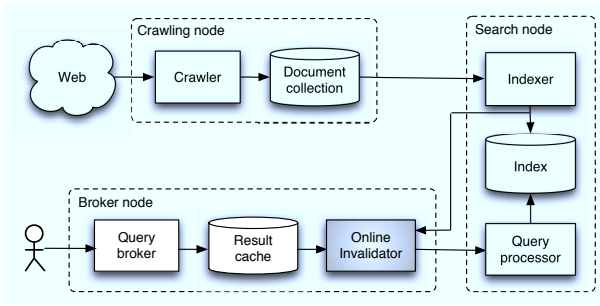 Crawling node
Search node
Web
Crawler
Document
collection
Indexer
Index
Broker node
Query
broker
Result
cache
Online
Invalidator
Query
processor